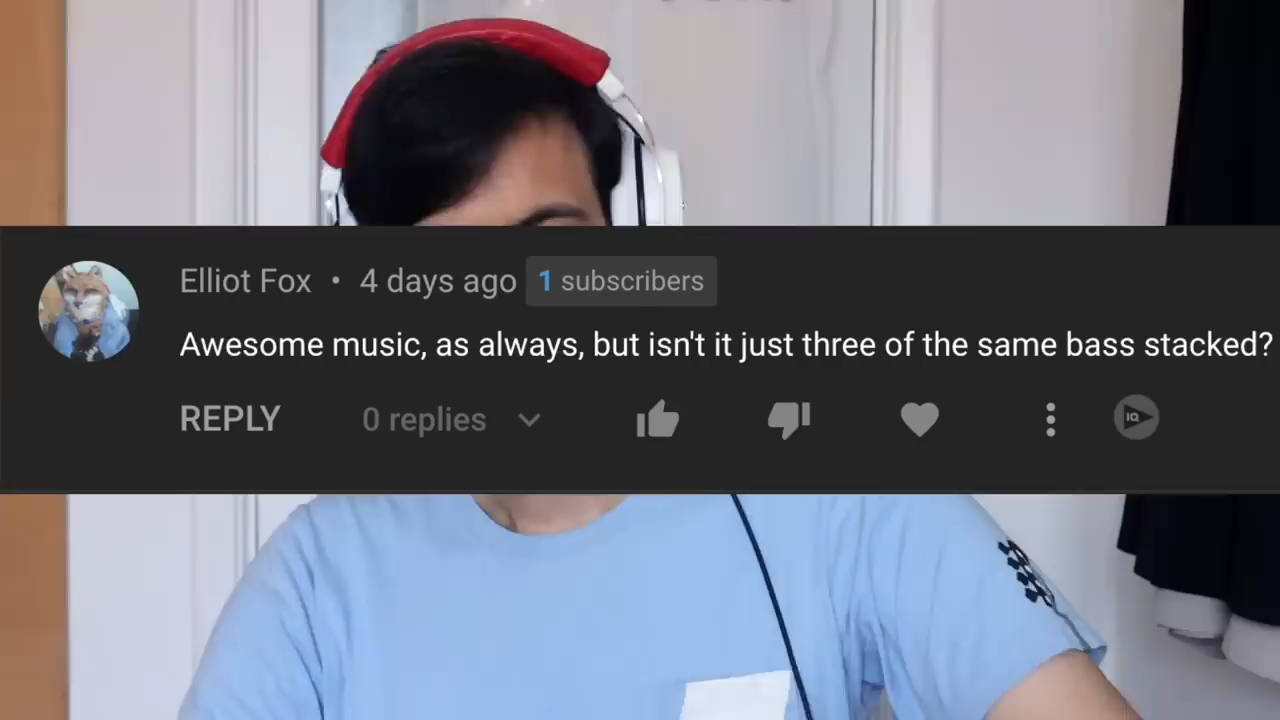 Elliot Fox • 4 days ago 1 subscribers
Awesome music, as always, but isn't it just three of the same bass stacked?
REPLY 0 replies IQ